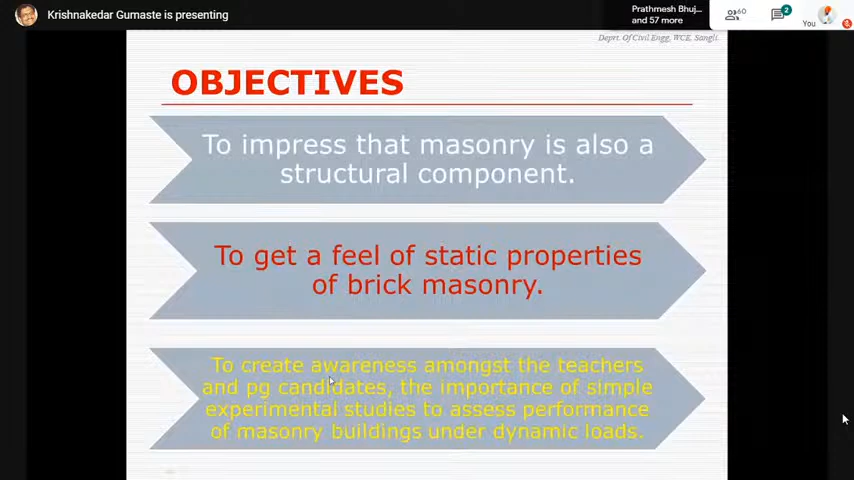 Krishnakedar Gumaste is presenting
Prathmesh Bhuj...
and 57 more
60
2
You
Deprt. Of Civil Engg, WCE, Sangli.
OBJECTIVES
To impress that masonry is also a
structural component.
To get a feel of static properties
of brick masonry.
To create awareness amongst the teachers
and pg candidates, the importance of simple
experimental studies to assess performance
of masonry buildings under dynamic loads.